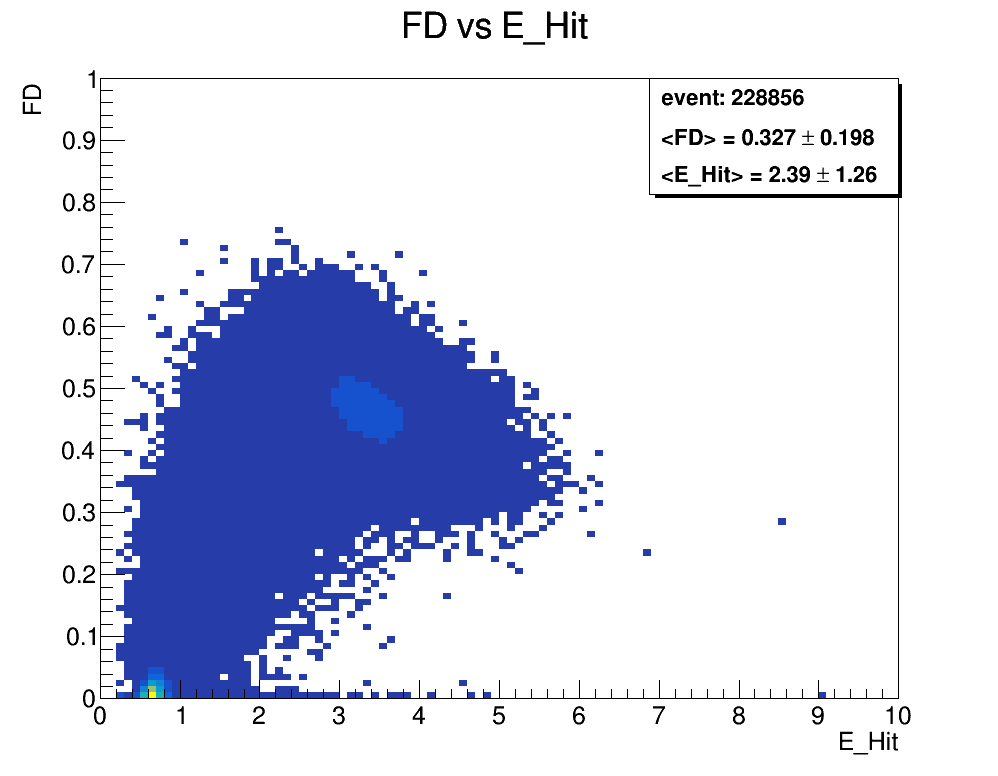 FD vs E_Hit
FD
event: 228856
<FD> = 0.327 ± 0.198
<E_Hit> = 2.39 ± 1.26
1
0.9
0.8
0.7
0.6
0.5
0.4
0.3
0.2
0.1
0
0 1 2 3 4 5 6 7 8 9 10
E_Hit